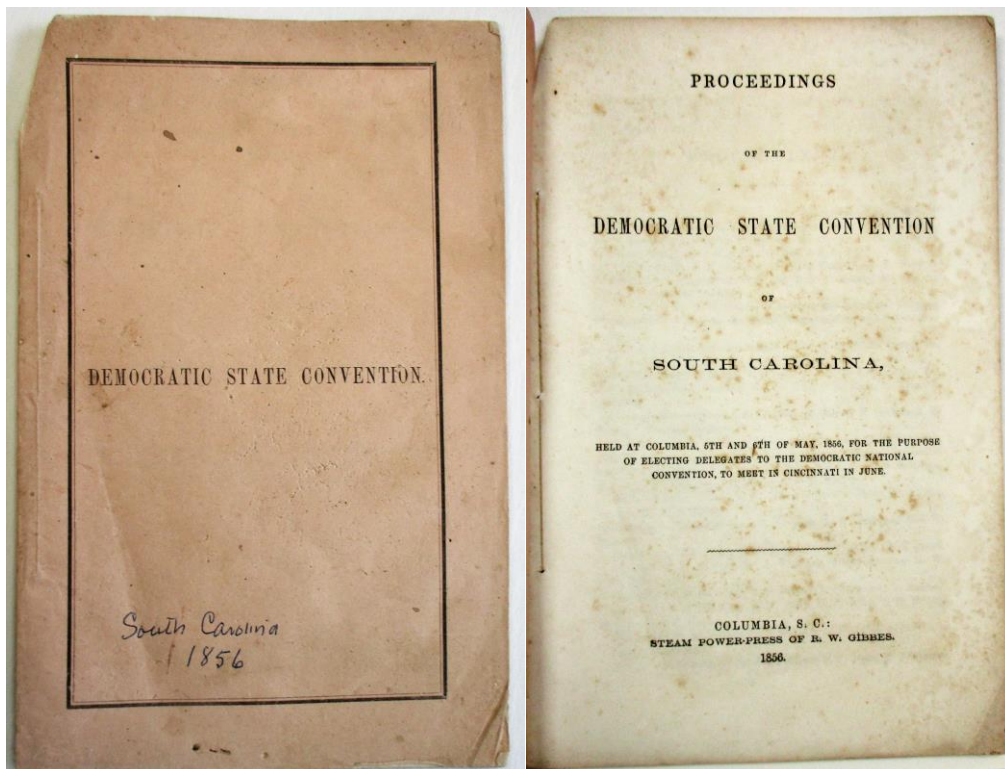 DEMOCRATIC STATE CONVENTION.
South Carolina
1856
PROCEEDINGS
OF THE
DEMOCRATIC STATE CONVENTION
OF
SOUTH CAROLINA,
HELD AT COLUMBIA, 5TH AND 6TH OF MAY, 1856, FOR THE PURPOSE
OF ELECTING DELEGATES TO THE DEMOCRATIC NATIONAL
CONVENTION, TO MEET IN CINCINNATI IN JUNE.
COLUMBIA, S. C.:
STEAM POWER-PRESS OF R. W. GIBBES.
1856.